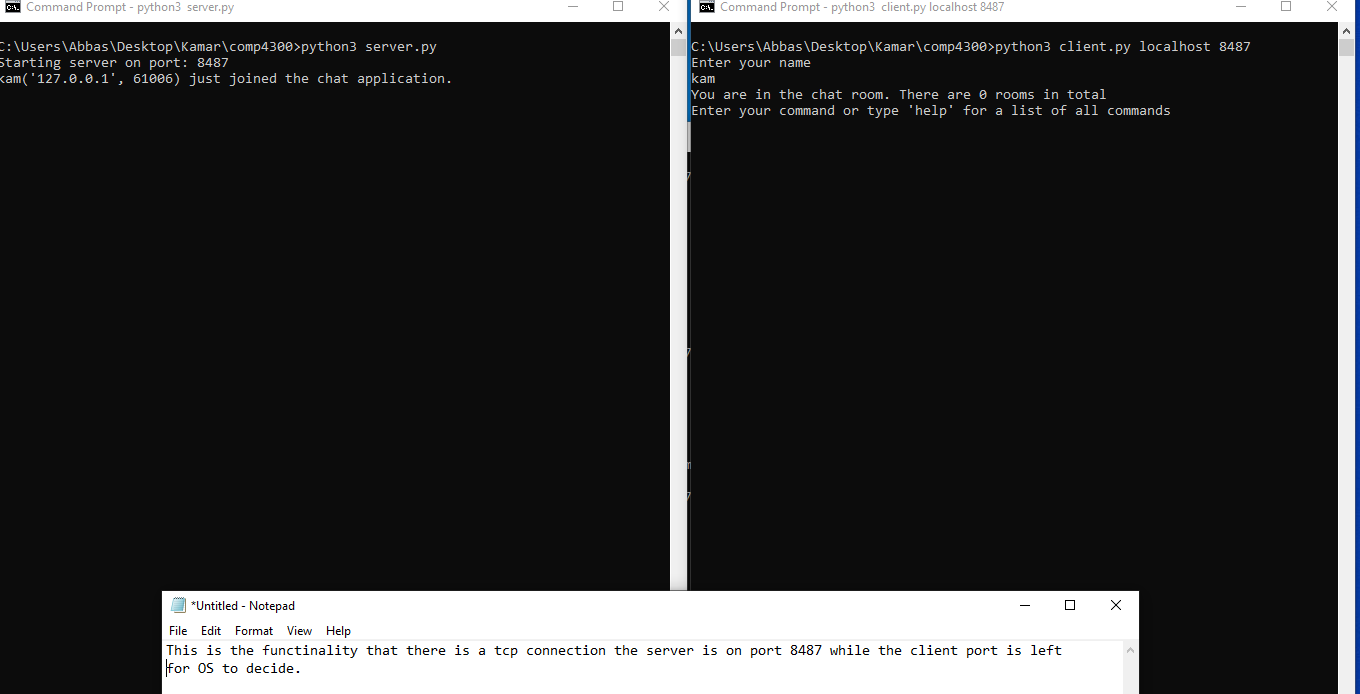 Command Prompt - python3 server.py
C:\Users\Abbas\Desktop\Kamar\comp4300>python3 server.py
Starting server on port: 8487
kam('127.0.0.1', 61006) just joined the chat application.
Command Prompt - python3 client.py localhost 8487
C:\Users\Abbas\Desktop\Kamar\comp4300>python3 client.py localhost 8487
Enter your name
kam
You are in the chat room. There are 0 rooms in total
Enter your command or type 'help' for a list of all commands
*Untitled - Notepad
File Edit Format View Help
This is the functinality that there is a tcp connection the server is on port 8487 while the client port is left
for OS to decide.